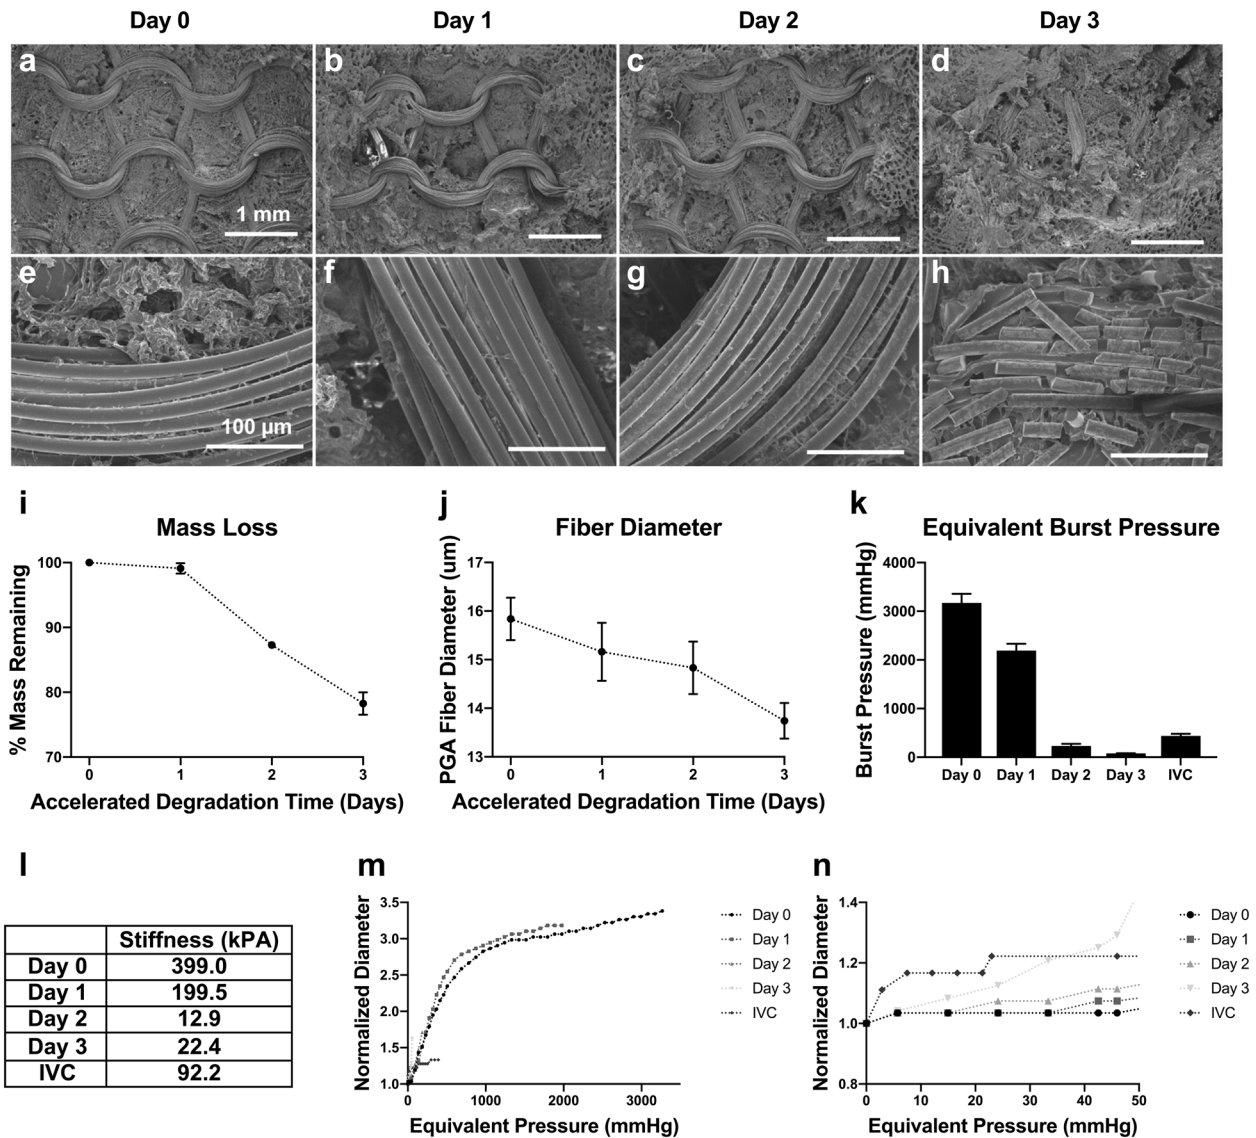 Day 0 Day 1 Day 2 Day 3
a b c d
1 mm
e f g h
100 µm
i j k
Mass Loss Fiber Diameter Equivalent Burst Pressure
% Mass Remaining
100
90
80
70
0 1 2 3
Accelerated Degradation Time (Days)
PGA Fiber Diameter (um)
17
16
15
14
13
0 1 2 3
Accelerated Degradation Time (Days)
Burst Pressure (mmHg)
4000
3000
2000
1000
0
Day 0 Day 1 Day 2 Day 3 IVC
l m n
Stiffness (kPA)
Day 0 399.0
Day 1 199.5
Day 2 12.9
Day 3 22.4
IVC 92.2
Normalized Diameter
3.5
3.0
2.5
2.0
1.5
1.0
0 1000 2000 3000
Equivalent Pressure (mmHg)
Day 0
Day 1
Day 2
Day 3
IVC
Normalized Diameter
1.4
1.2
1.0
0.8
0 10 20 30 40 50
Equivalent Pressure (mmHg)
Day 0
Day 1
Day 2
Day 3
IVC